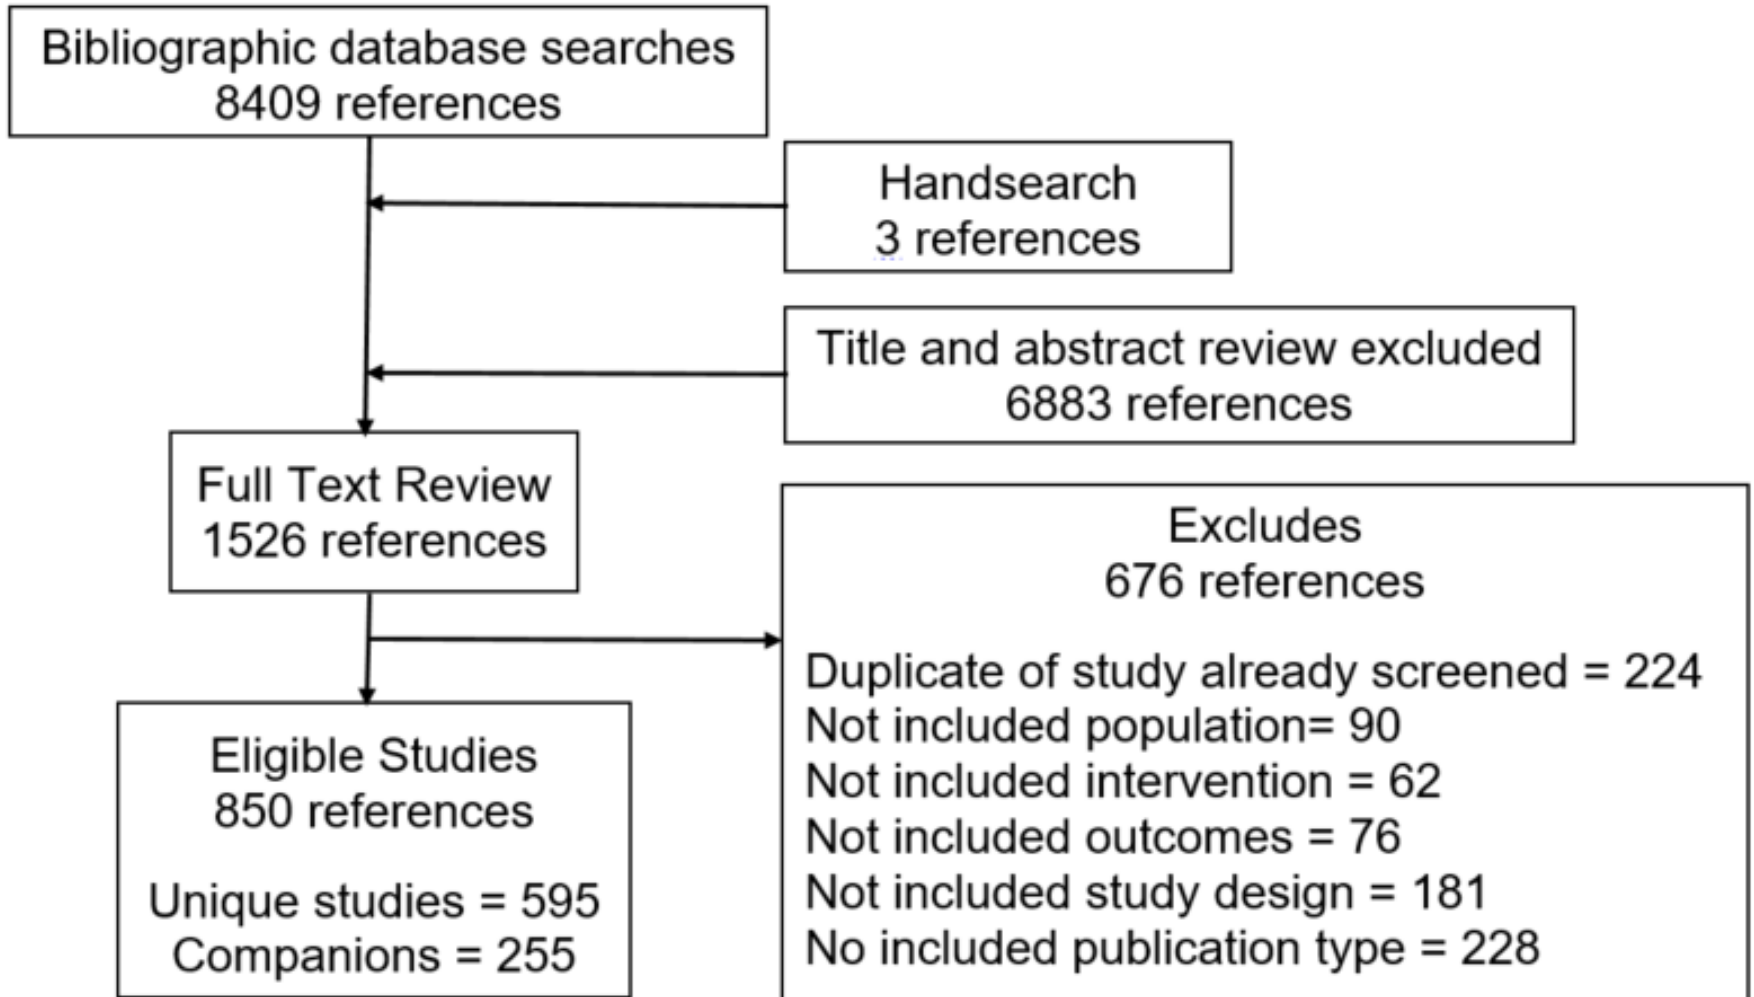 Bibliographic database searches
8409 references
Handsearch
3 references
Title and abstract review excluded
6883 references
Full Text Review
1526 references
Excludes
676 references
Duplicate of study already screened = 224
Not included population= 90
Not included intervention = 62
Not included outcomes = 76
Not included study design = 181
No included publication type = 228
Eligible Studies
850 references
Unique studies = 595
Companions = 255